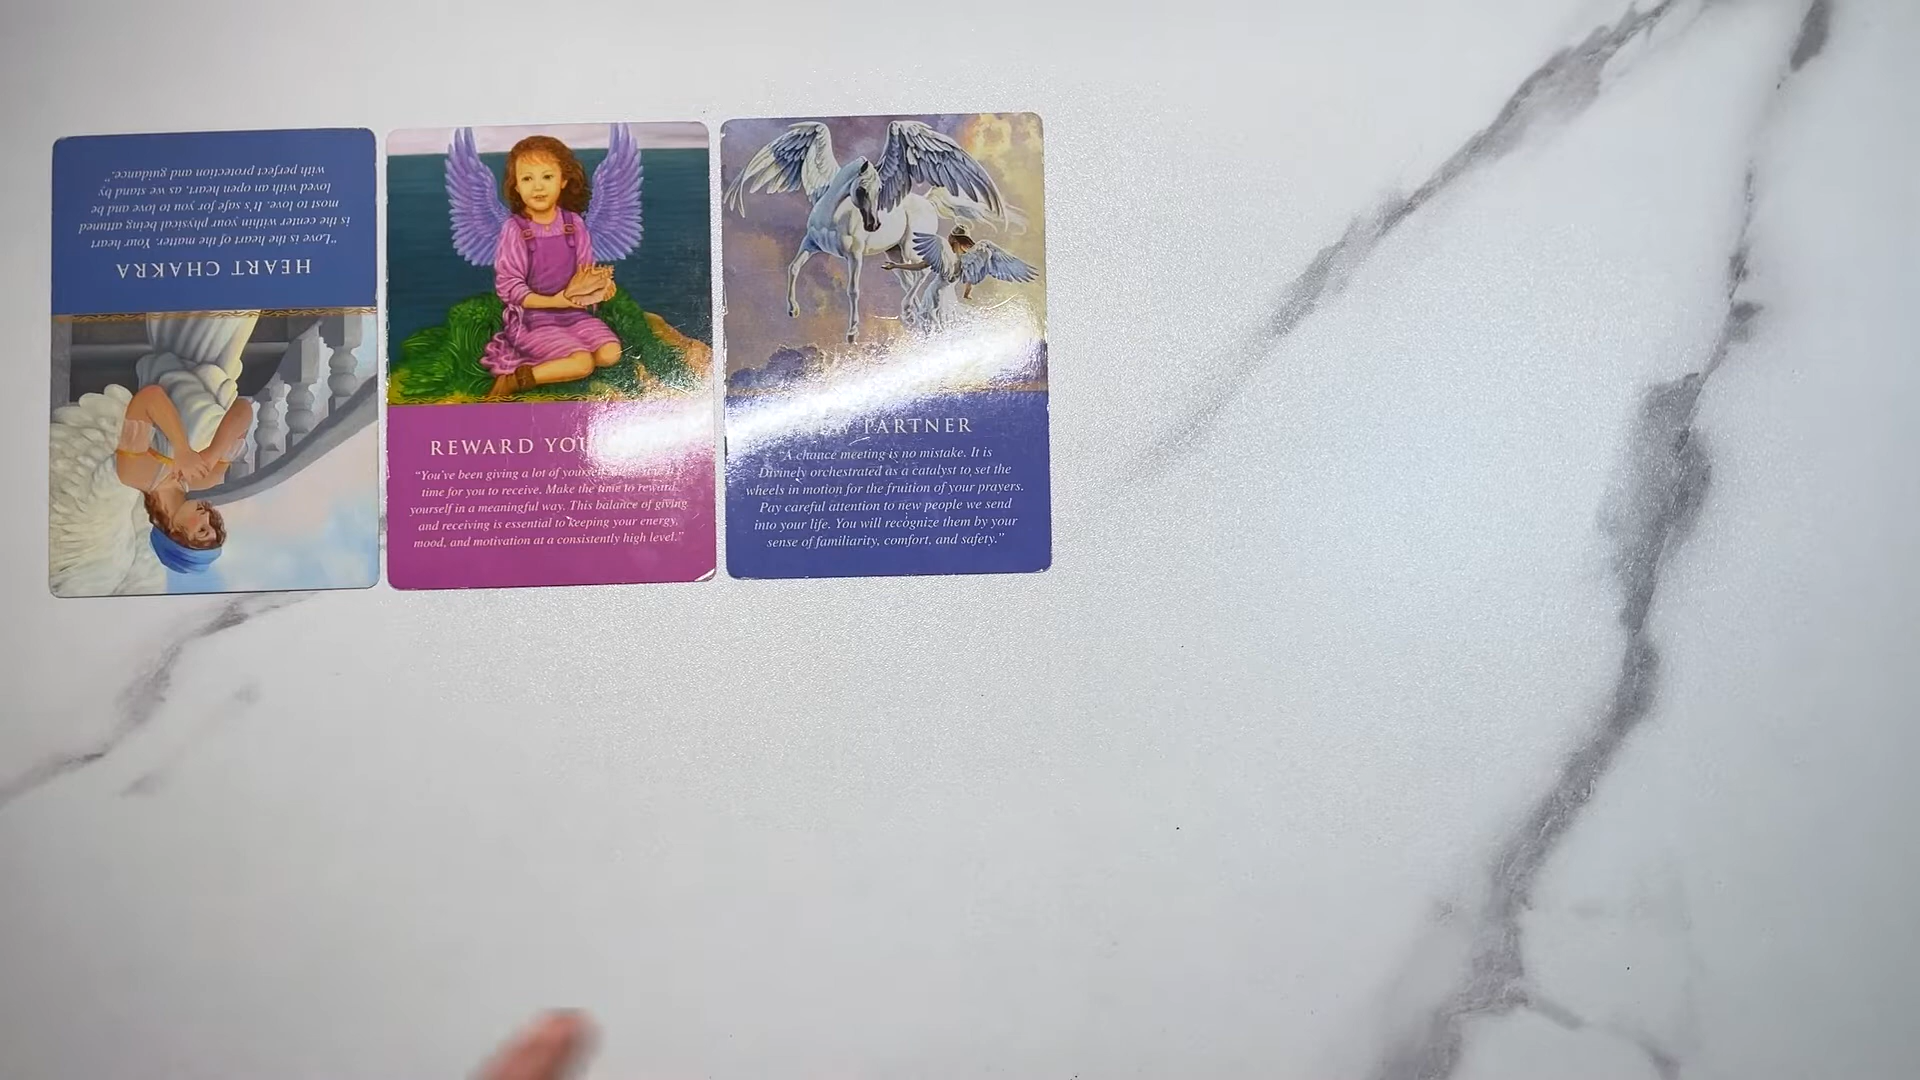 HEART CHAKRA
"Love is the heart of the matter. Your heart
is the center within your physical being attuned
most to love. It's safe for you to love and be
loved with an open heart, as we stand by
with perfect protection and guidance."
REWARD YOU
"You've been giving a lot of yourself
time for you to receive. Make the time to reward
yourself in a meaningful way. This balance of giving
and receiving is essential to keeping your energy,
mood, and motivation at a consistently high level."
PARTNER
"A chance meeting is no mistake. It is
Divinely orchestrated as a catalyst to set the
wheels in motion for the fruition of your prayers.
Pay careful attention to new people we send
into your life. You will recognize them by your
sense of familiarity, comfort, and safety."